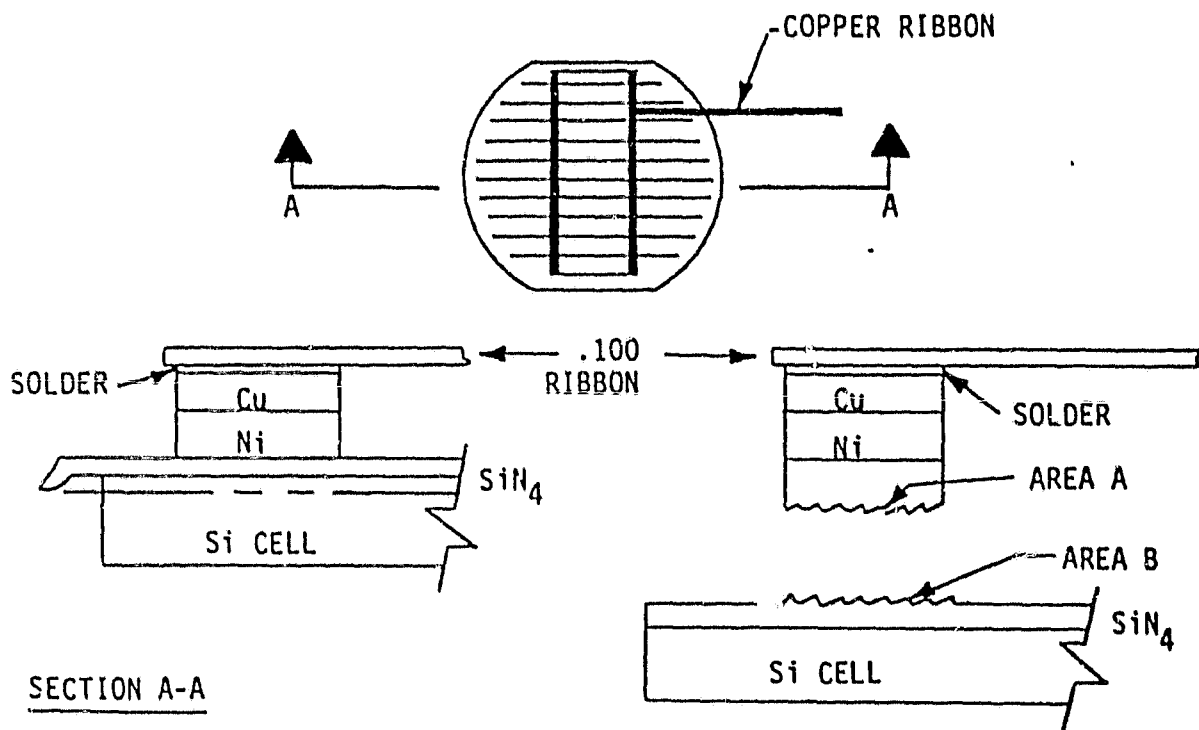 COPPER RIBBON
A
A
.100
RIBBON
SOLDER
Cu
Ni
SiN4
Si CELL
Cu
Ni
SOLDER
AREA A
AREA B
SiN4
Si CELL
SECTION A-A